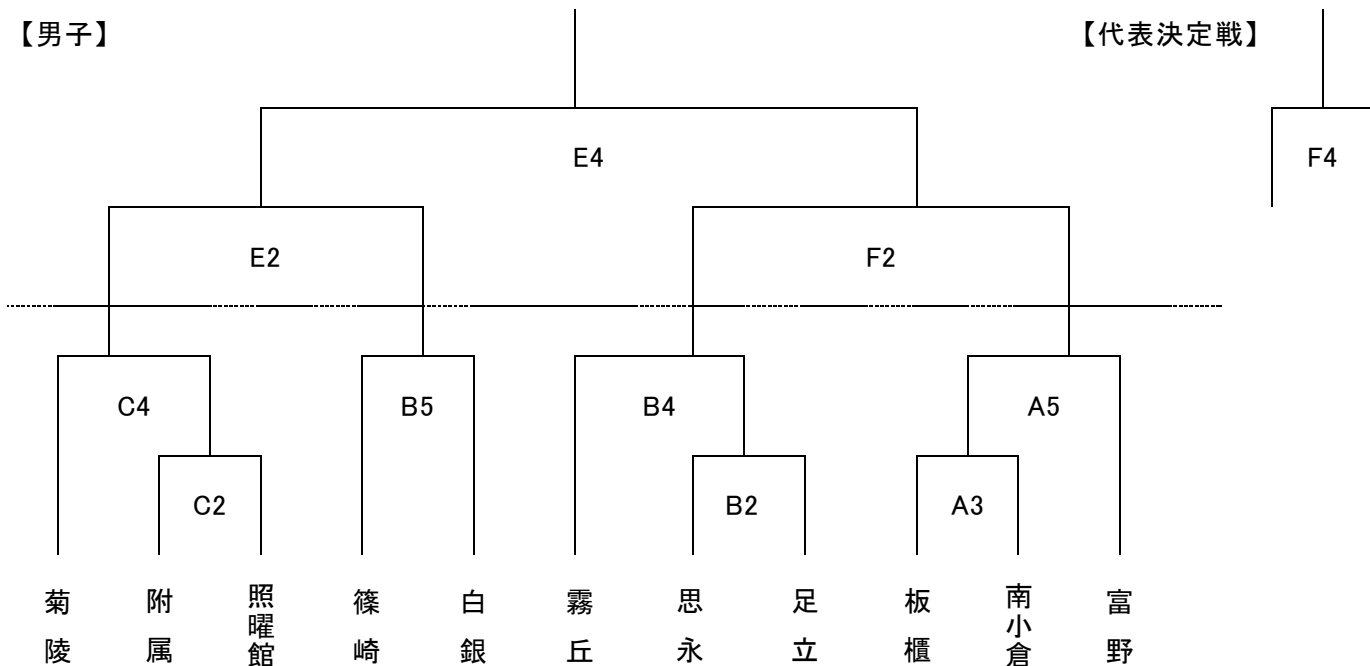 【男子】
【代表決定戦】
E4
F4
E2
F2
C4
B5
B4
A5
C2
B2
A3
菊陵
附属
照曜館
篠崎
白銀
霧丘
思永
足立
板櫃
南小倉
富野